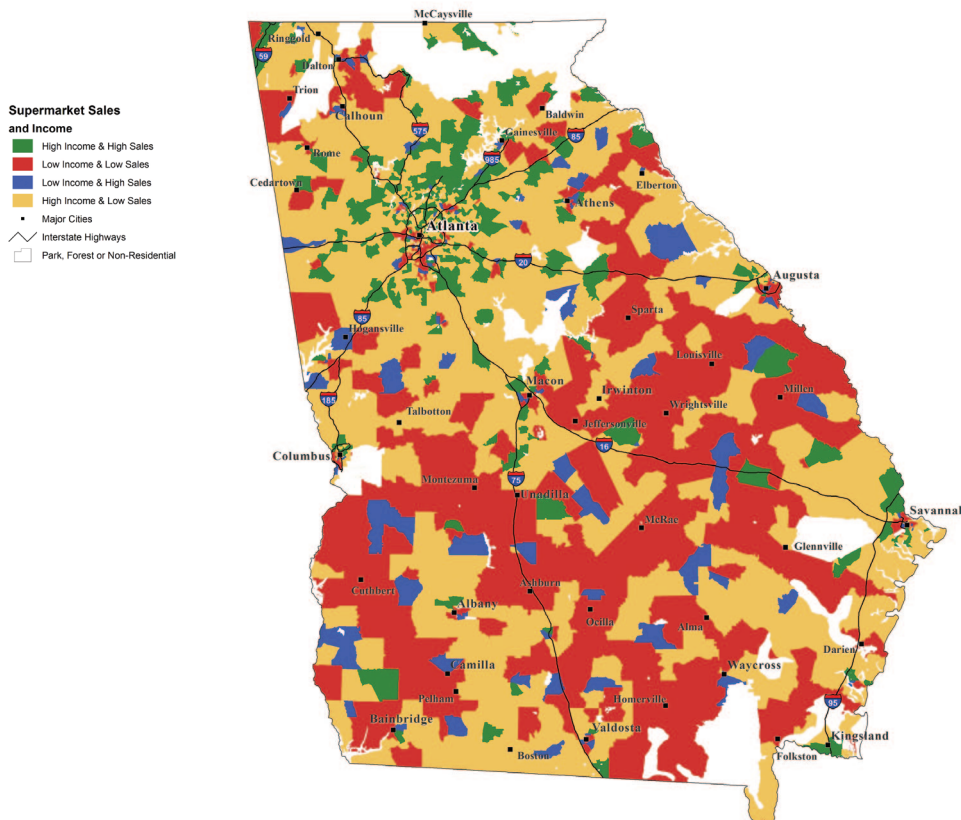 McCaysville
Ringgold
59
Dalton
Trion
Calhoun
Baldwin
575
Gainesville
85
Rome
985
Elberton
Cedartown
Athens
Atlanta
20
Augusta
Sparta
85
Hogansville
Louisville
Macon
Irwinton
Millen
185
Wrightsville
Talbotton
Jeffersonville
16
Columbus
75
Montezuma
Unadilla
Savannah
McRae
Glennville
Cuthbert
Ashburn
Albany
Ocilla
Alma
Darien
Camilla
Waycross
Pelham
Homerville
95
Bainbridge
Valdosta
Kingsland
Boston
Folkston
Supermarket Sales
and Income
High Income & High Sales
Low Income & Low Sales
Low Income & High Sales
High Income & Low Sales
Major Cities
Interstate Highways
Park, Forest or Non-Residential